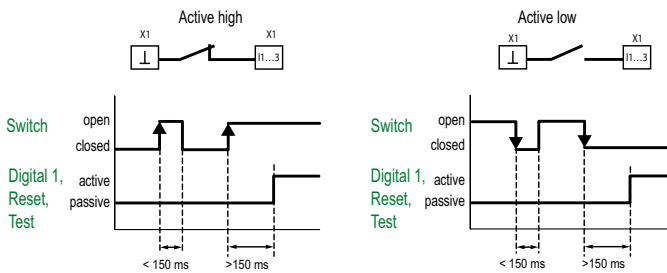 Active high
X1
X1
⊥
I1...3
Switch
open
closed
Digital 1,
Reset,
Test
active
passive
< 150 ms
>150 ms
Active low
X1
X1
⊥
I1...3
Switch
open
closed
Digital 1,
Reset,
Test
active
passive
< 150 ms
>150 ms